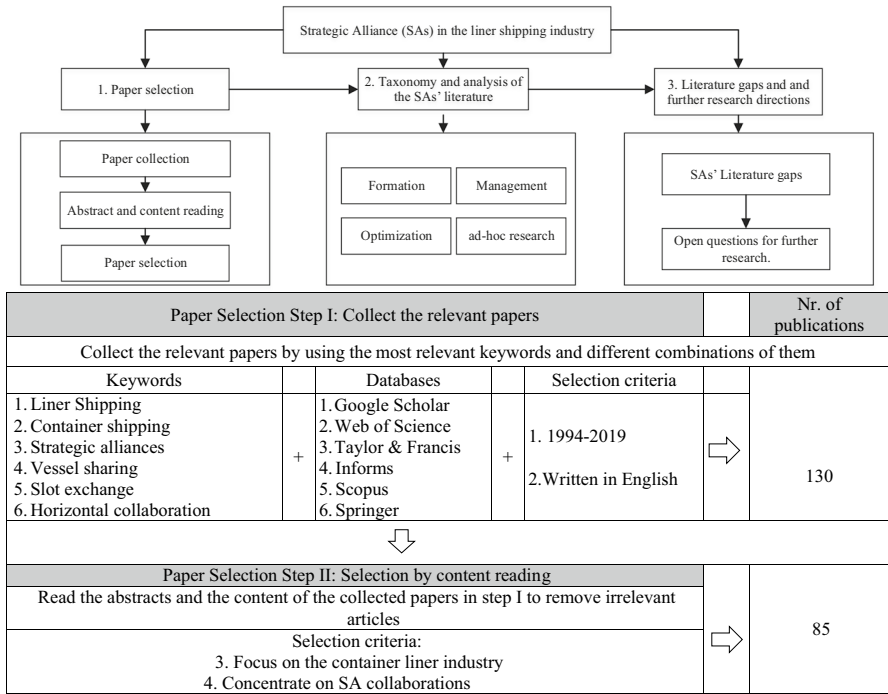 Strategic Alliance (SAs) in the liner shipping industry
1. Paper selection
2. Taxonomy and analysis of
the SAs' literature
3. Literature gaps and and
further research directions
Paper collection
Abstract and content reading
Paper selection
Formation
Management
Optimization
ad-hoc research
SAs' Literature gaps
Open questions for further
research.
Paper Selection Step I: Collect the relevant papers
Nr. of
publications
Collect the relevant papers by using the most relevant keywords and different combinations of them
Keywords
Databases
Selection criteria
1. Liner Shipping
2. Container shipping
3. Strategic alliances
4. Vessel sharing
5. Slot exchange
6. Horizontal collaboration
+
1. Google Scholar
2. Web of Science
3. Taylor & Francis
4. Informs
5. Scopus
6. Springer
+
1. 1994-2019
2.Written in English
130
Paper Selection Step II: Selection by content reading
Read the abstracts and the content of the collected papers in step I to remove irrelevant
articles
Selection criteria:
3. Focus on the container liner industry
4. Concentrate on SA collaborations
85